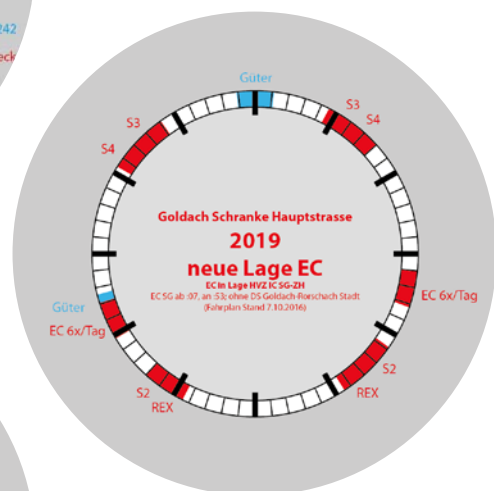 242
eck
Güter
S3
S4
S3
S4
Goldach Schranke Hauptstrasse
2019
neue Lage EC
EC in Lage HVZ IC SG-ZH
EC SG ab :07, an :53; ohne DS Goldach-Rorschach Stadt
(Fahrplan Stand 7.10.2016)
EC 6x/Tag
Güter
EC 6x/Tag
S2
REX
S2
REX